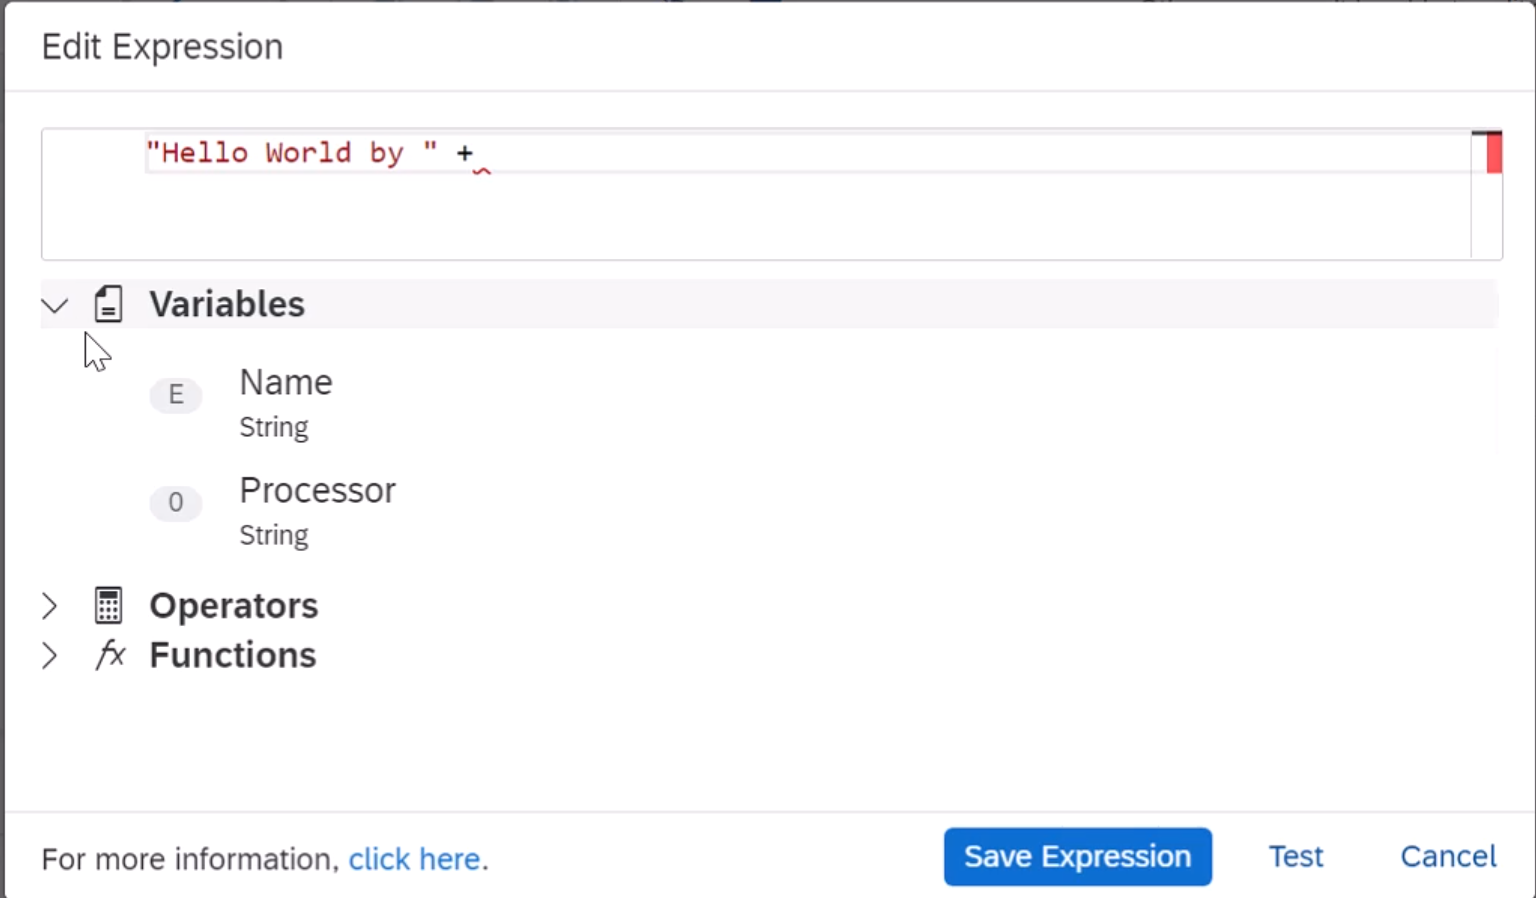 Edit Expression
"Hello World by " +
Variables
E
Name
String
0
Processor
String
Operators
fx Functions
For more information, click here.
Save Expression
Test
Cancel